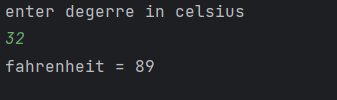 enter degerre in celsius
32
fahrenheit = 89